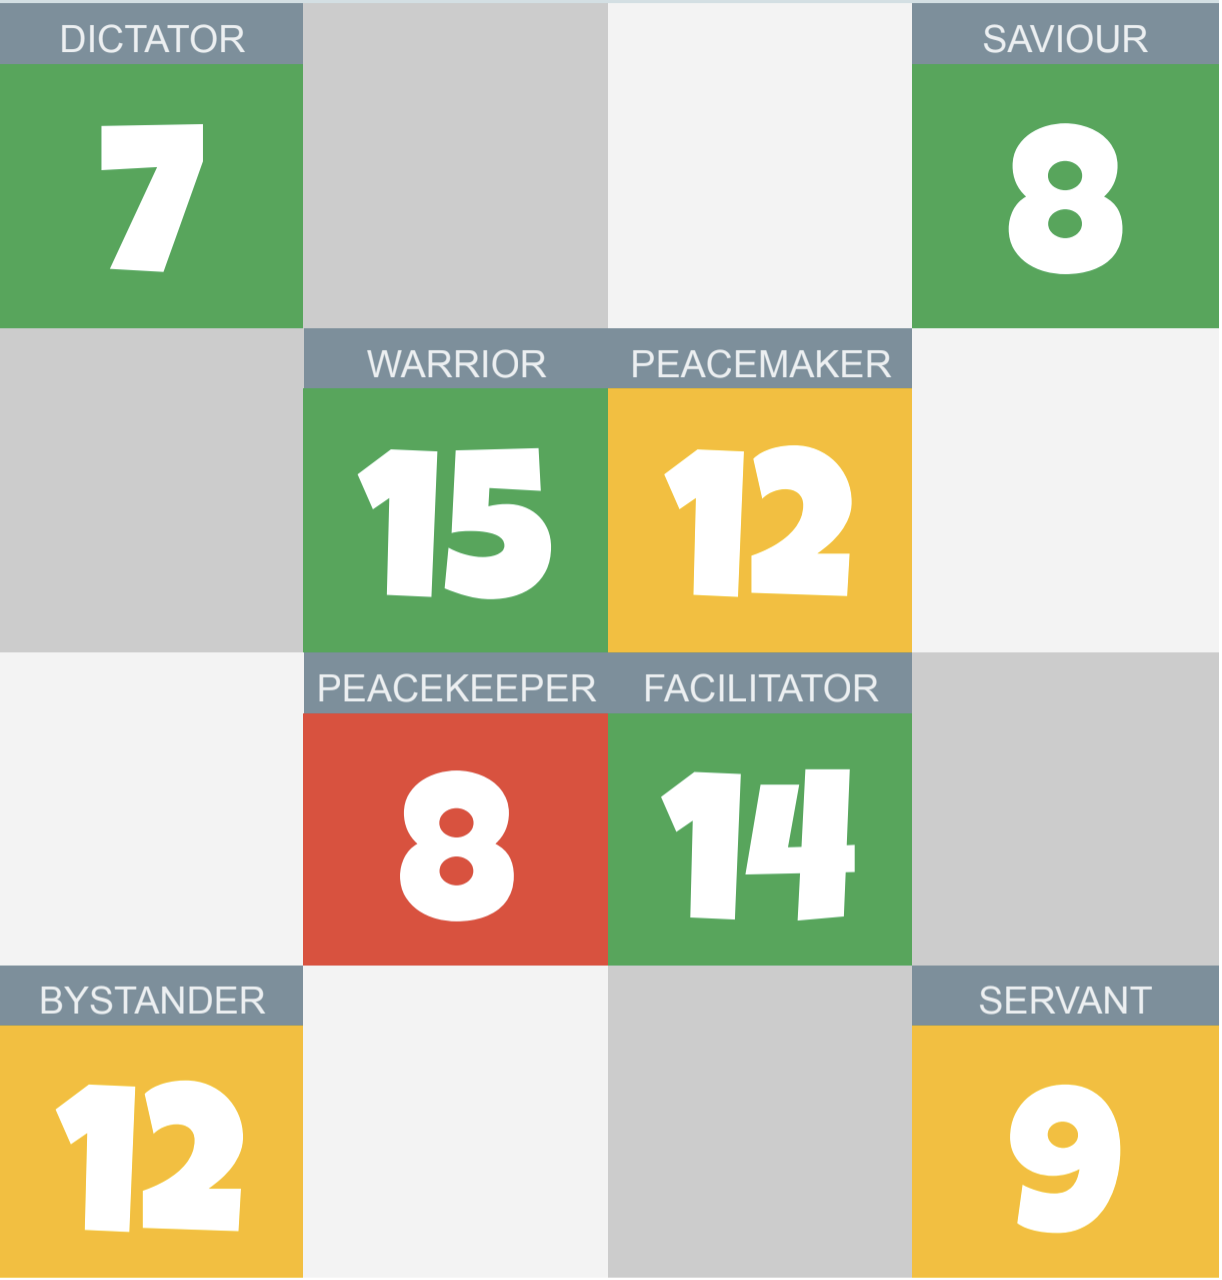 DICTATOR
SAVIOUR
7
8
WARRIOR
PEACEMAKER
15
12
PEACEKEEPER
FACILITATOR
8
14
BYSTANDER
SERVANT
12
9